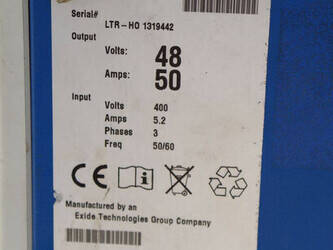 Serial#
LTR-HO 1319442
Output
Volts: 48
Amps: 50
Input
Volts 400
Amps 5.2
Phases 3
Freq 50/60
CE
Manufactured by an
Exide Technologies Group Company